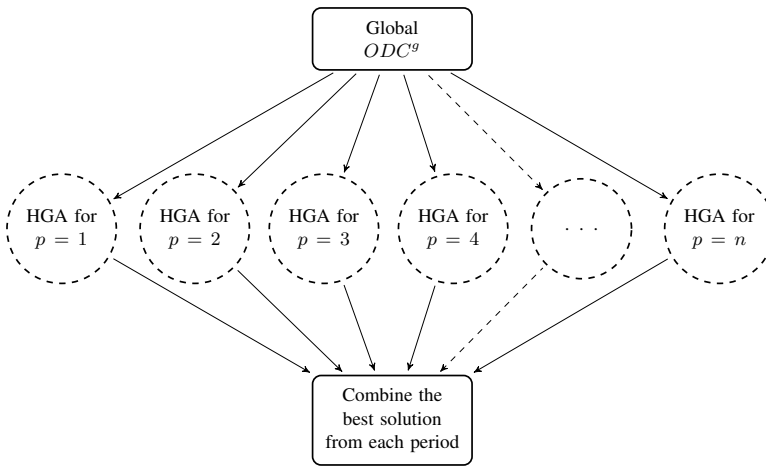 Global
ODC^g
HGA for
p = 1
HGA for
p = 2
HGA for
p = 3
HGA for
p = 4
. . .
HGA for
p = n
Combine the
best solution
from each period